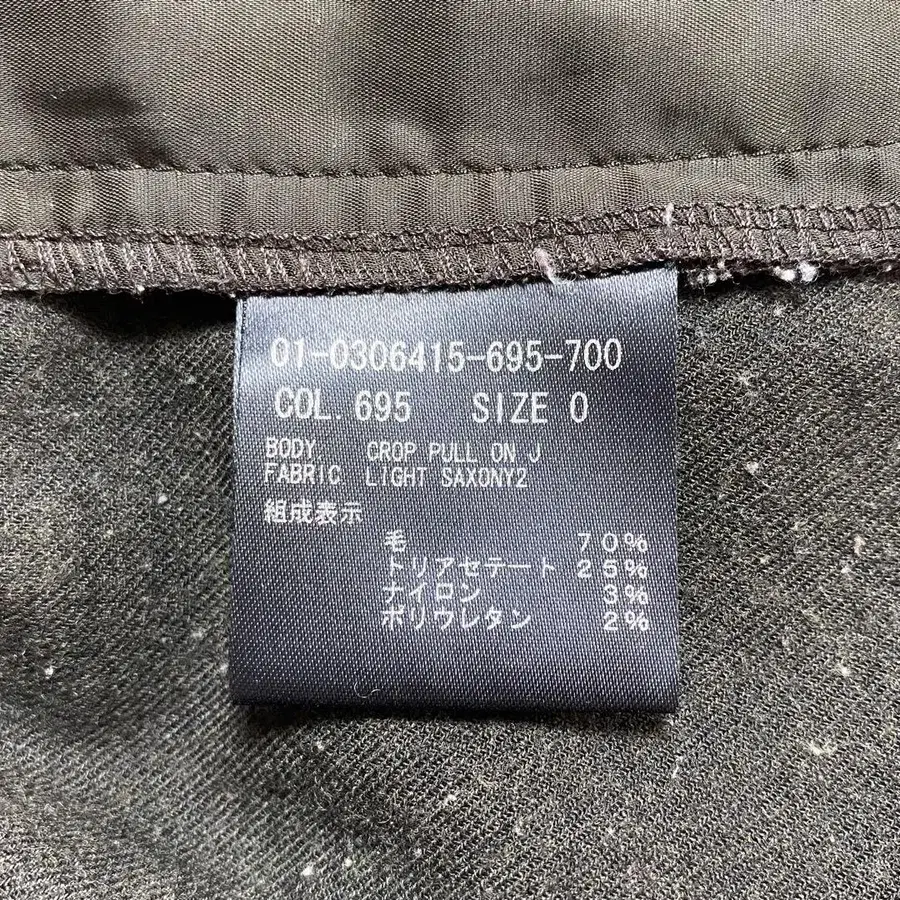 01-0306415-695-700
COL. 695 SIZE 0
BODY CROP PULL ON J
FABRIC LIGHT SAXONY2
組成表示
毛 70%
トリアセテート 25%
ナイロン 3%
ポリウレタン 2%